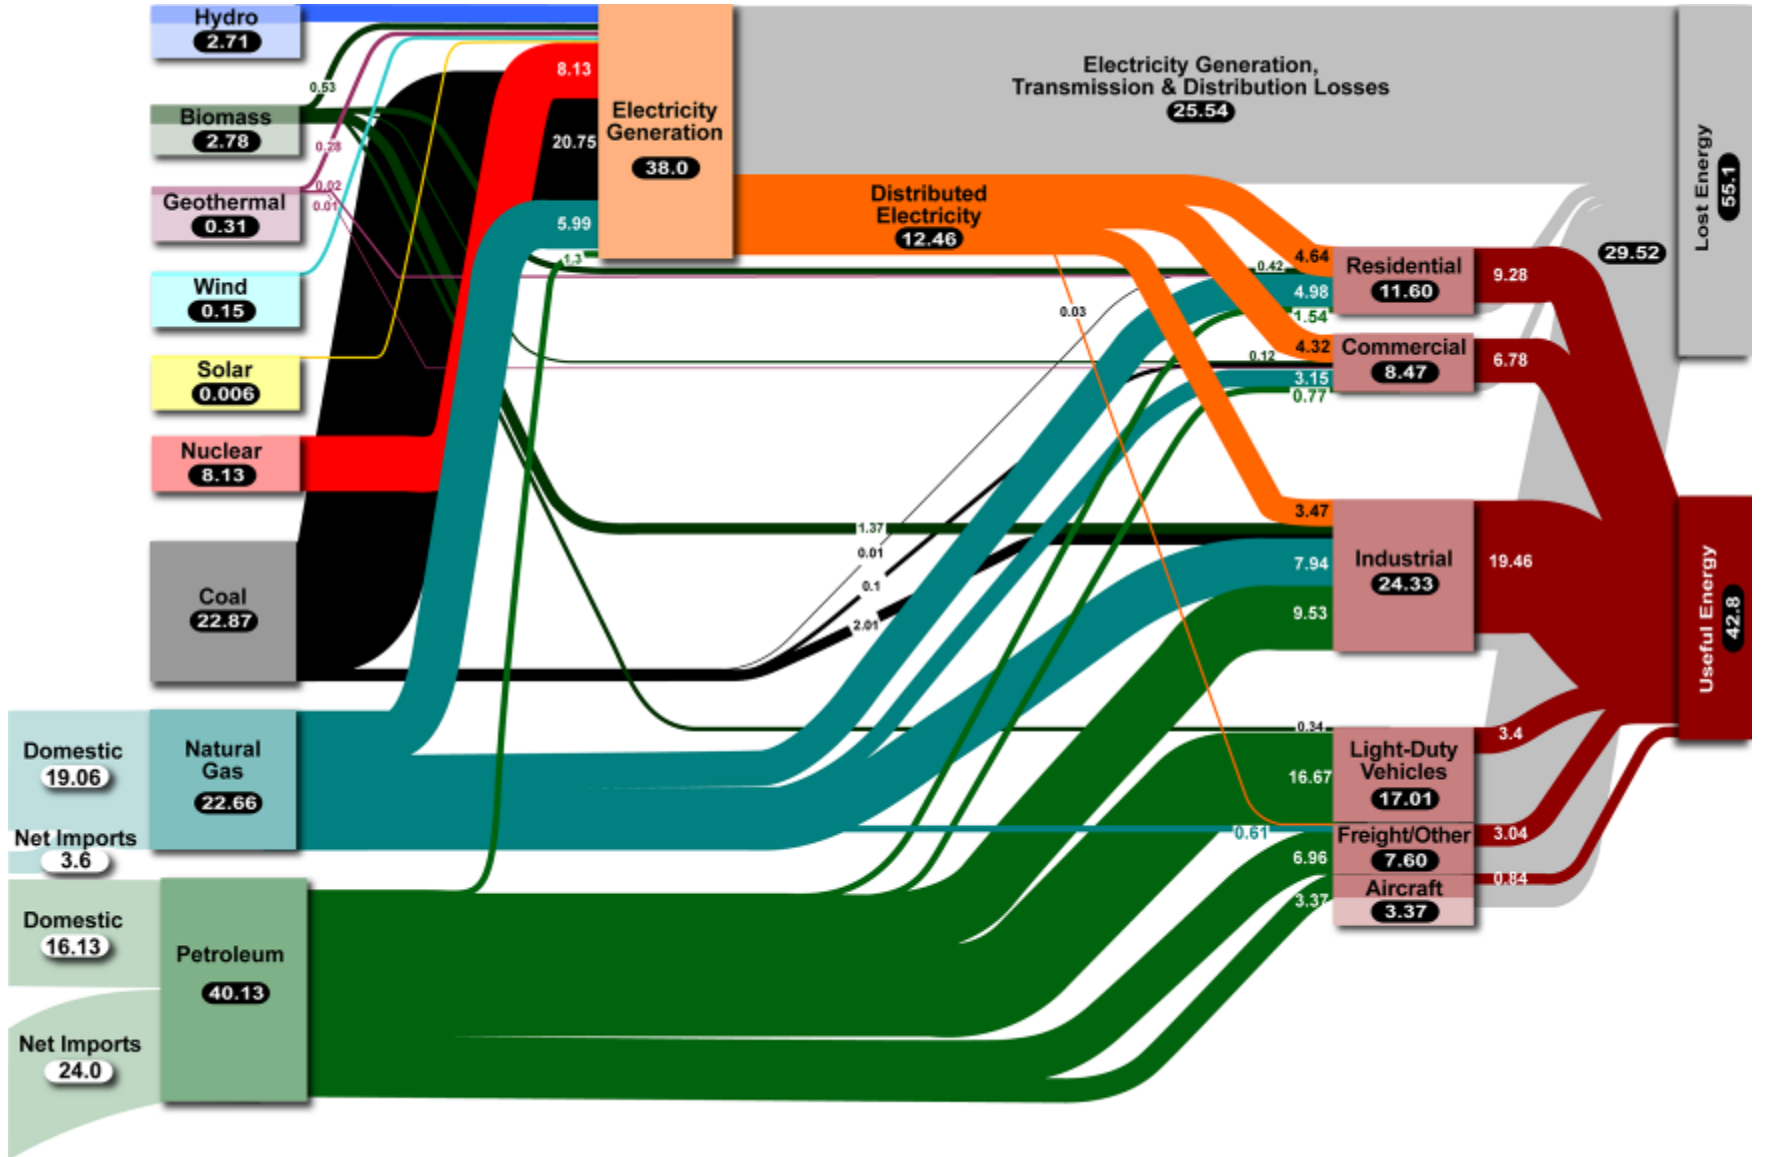 Hydro
2.71
0.53
Biomass
2.78
0.28
0.02
0.01
Geothermal
0.31
Wind
0.15
Solar
0.006
Nuclear
8.13
Coal
22.87
Domestic
19.06
Net Imports
3.6
Natural
Gas
22.66
Domestic
16.13
Net Imports
24.0
Petroleum
40.13
8.13
20.75
5.99
1.3
Electricity
Generation
38.0
Electricity Generation,
Transmission & Distribution Losses
25.54
Distributed
Electricity
12.46
0.03
1.37
0.01
0.1
2.01
4.64
0.42
4.98
1.54
4.32
0.12
3.15
0.77
3.47
7.94
9.53
0.34
16.67
0.61
6.96
3.37
Residential
11.60
Commercial
8.47
Industrial
24.33
Light-Duty
Vehicles
17.01
Freight/Other
7.60
Aircraft
3.37
9.28
6.78
19.46
3.4
3.04
0.84
29.52
Lost Energy
55.1
Useful Energy
42.8